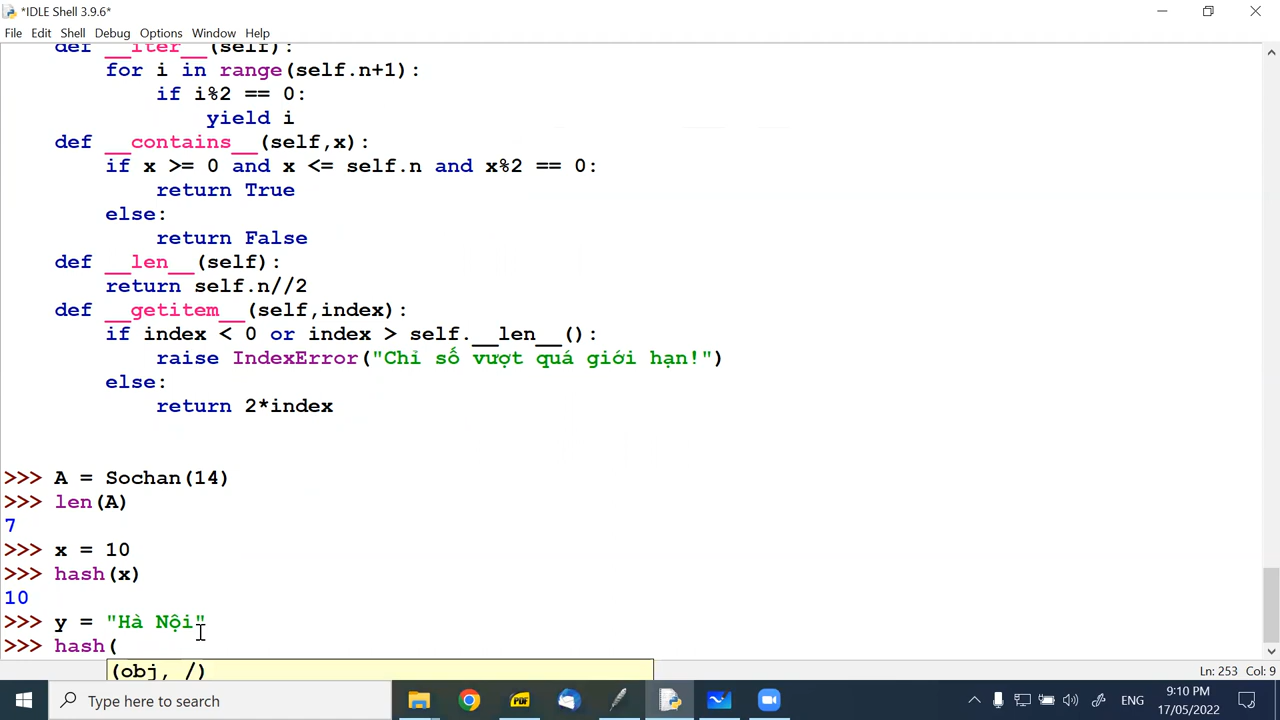 *IDLE Shell 3.9.6*
File Edit Shell Debug Options Window Help
def __iter__(self):
for i in range(self.n+1):
if i%2 == 0:
yield i
def __contains__(self,x):
if x >= 0 and x <= self.n and x%2 == 0:
return True
else:
return False
def __len__(self):
return self.n//2
def __getitem__(self,index):
if index < 0 or index > self.__len__():
raise IndexError("Chỉ số vượt quá giới hạn!")
else:
return 2*index
>>> A = Sochan(14)
>>> len(A)
7
>>> x = 10
>>> hash(x)
10
>>> y = "Hà Nội"
>>> hash(
(obj, /)
Ln: 253 Col: 9
Type here to search
PDF
ENG
9:10 PM
17/05/2022